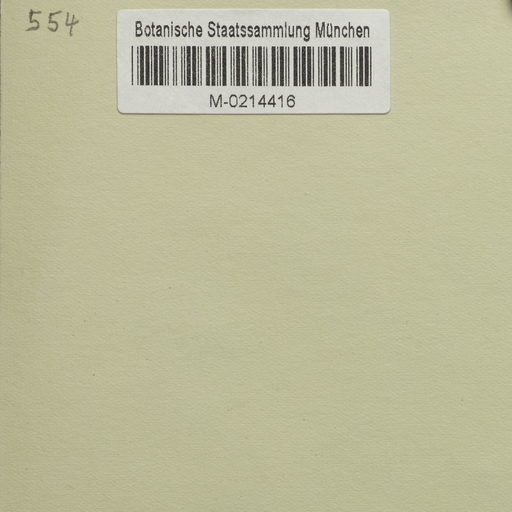 554
Botanische Staatssammlung München
M-0214416